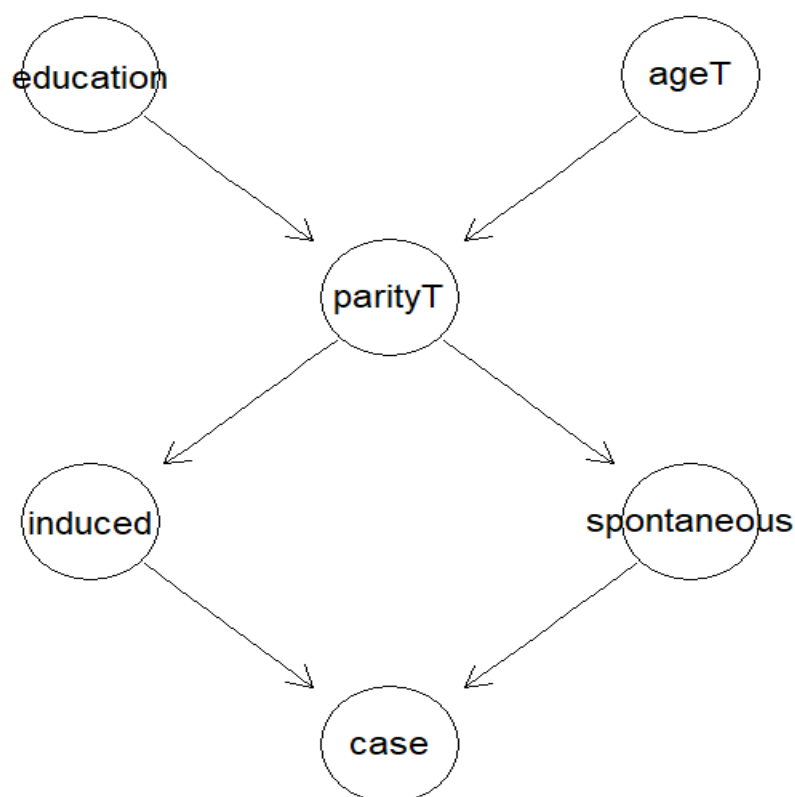 education
ageT
parityT
induced
spontaneous
case